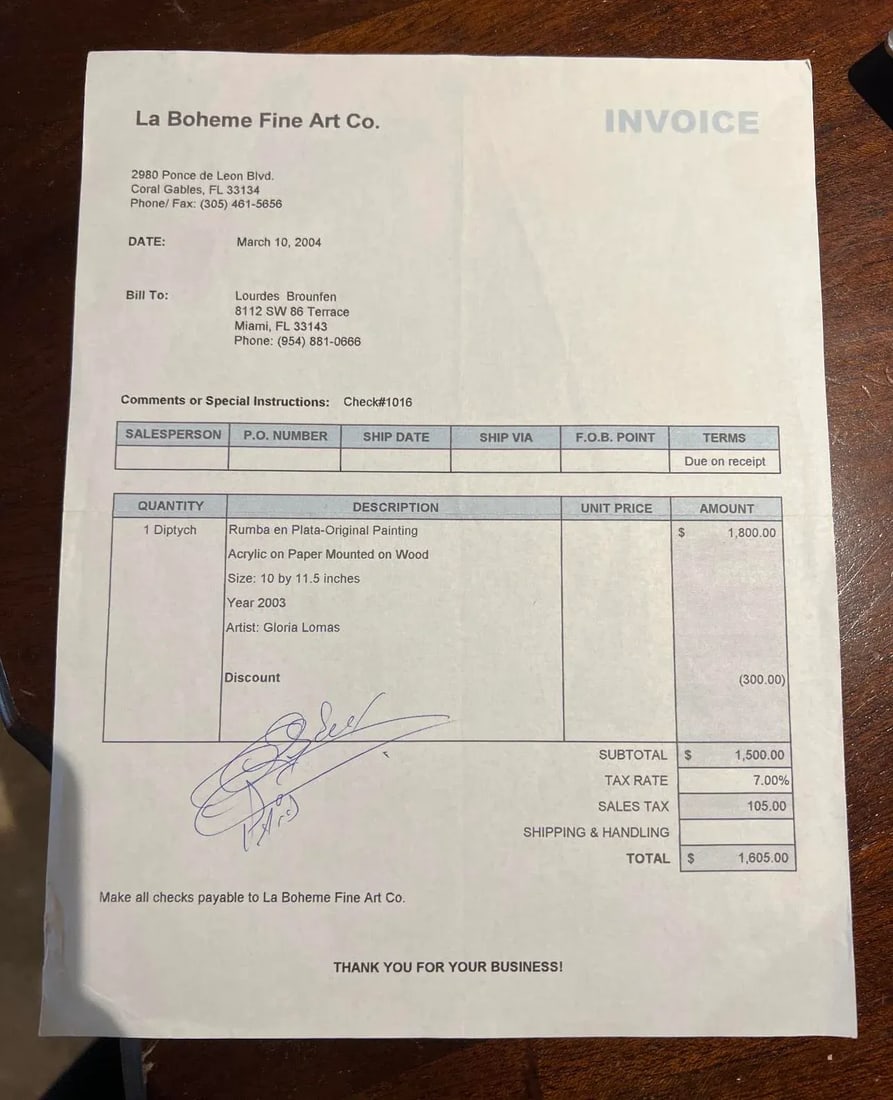 La Boheme Fine Art Co.
INVOICE
2980 Ponce de Leon Blvd.
Coral Gables, FL 33134
Phone/ Fax: (305) 461-5656
DATE: March 10, 2004
Bill To: Lourdes Brounfen
8112 SW 86 Terrace
Miami, FL 33143
Phone: (954) 881-0666
Comments or Special Instructions: Check#1016
SALESPERSON P.O. NUMBER SHIP DATE SHIP VIA F.O.B. POINT TERMS
Due on receipt
QUANTITY DESCRIPTION UNIT PRICE AMOUNT
1 Diptych Rumba en Plata-Original Painting $ 1,800.00
Acrylic on Paper Mounted on Wood
Size: 10 by 11.5 inches
Year 2003
Artist: Gloria Lomas
Discount (300.00)
SUBTOTAL $ 1,500.00
TAX RATE 7.00%
SALES TAX 105.00
SHIPPING & HANDLING
TOTAL $ 1,605.00
Make all checks payable to La Boheme Fine Art Co.
THANK YOU FOR YOUR BUSINESS!